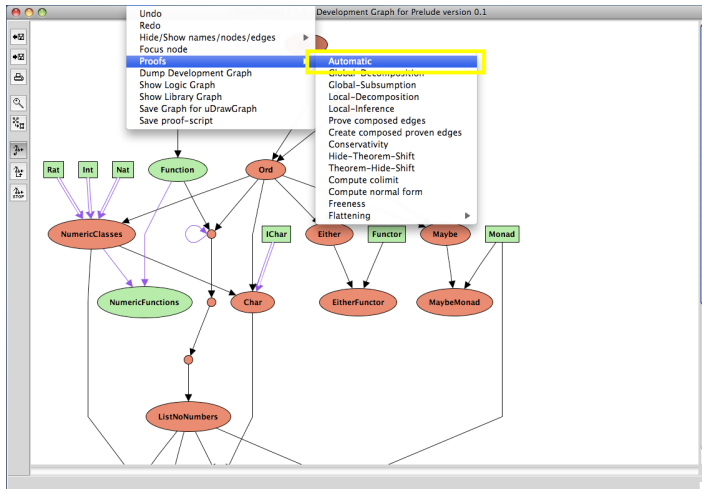 Development Graph for Prelude version 0.1
Undo
Redo
Hide/Show names/nodes/edges
Focus node
Proofs
Dump Development Graph
Show Logic Graph
Show Library Graph
Save Graph for uDrawGraph
Save proof-script
Automatic
Global-Decomposition
Global-Subsumption
Local-Decomposition
Local-Inference
Prove composed edges
Create composed proven edges
Conservativity
Hide-Theorem-Shift
Theorem-Hide-Shift
Compute colimit
Compute normal form
Freeness
Flattening
Rat Int Nat Function Ord
NumericClasses IChar Either Functor Maybe Monad
NumericFunctions Char EitherFunctor MaybeMonad
ListNoNumbers
STOP